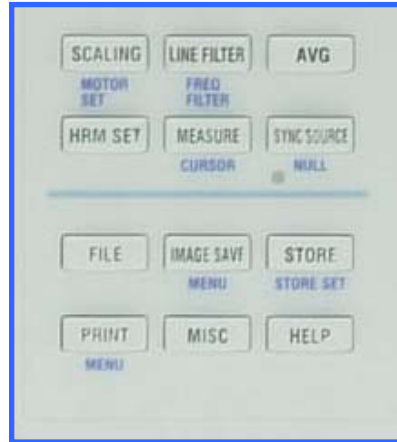 SCALING LINE FILTER AVG
MOTOR SET FREQ FILTER
HRM SET MEASURE SYNC SOURCE
CURSOR NULL
FILE IMAGE SAVE STORE
MENU STORE SET
PRINT MISC HELP
MENU